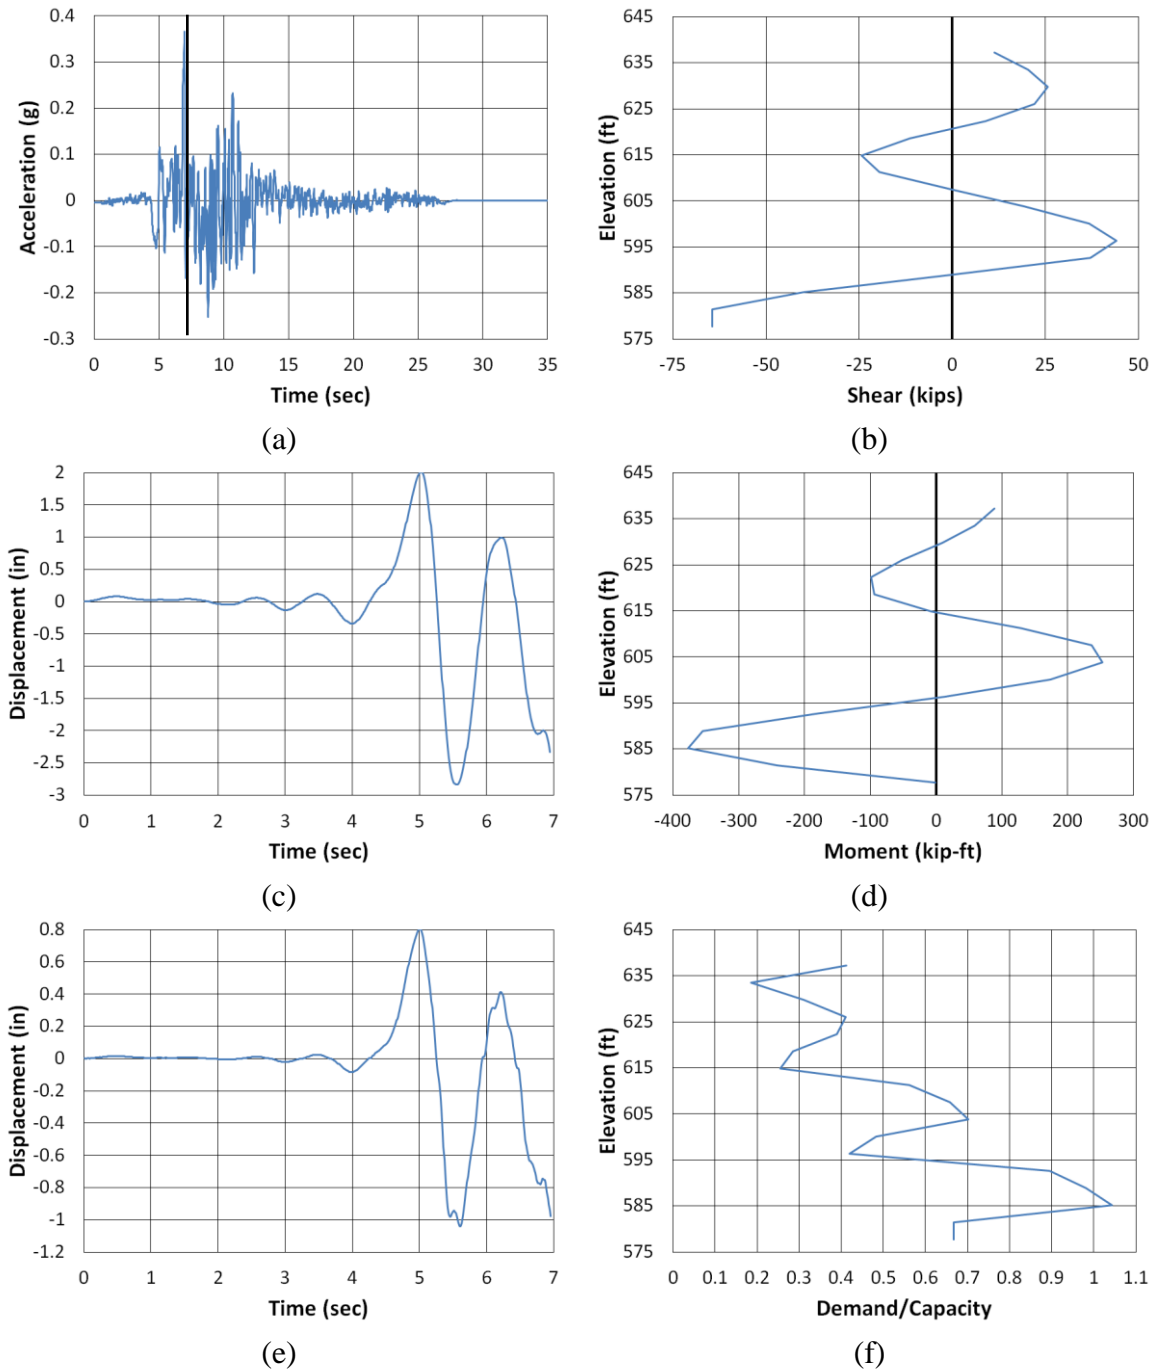 0.4
0.3
0.2
0.1
0
-0.1
-0.2
-0.3
0 5 10 15 20 25 30 35
Acceleration (g)
Time (sec)
(a)
645
635
625
615
605
595
585
575
-75 -50 -25 0 25 50
Elevation (ft)
Shear (kips)
(b)
2
1.5
1
0.5
0
-0.5
-1
-1.5
-2
-2.5
-3
0 1 2 3 4 5 6 7
Displacement (in)
Time (sec)
(c)
645
635
625
615
605
595
585
575
-400 -300 -200 -100 0 100 200 300
Elevation (ft)
Moment (kip-ft)
(d)
0.8
0.6
0.4
0.2
0
-0.2
-0.4
-0.6
-0.8
-1
-1.2
0 1 2 3 4 5 6 7
Displacement (in)
Time (sec)
(e)
645
635
625
615
605
595
585
575
0 0.1 0.2 0.3 0.4 0.5 0.6 0.7 0.8 0.9 1 1.1
Elevation (ft)
Demand/Capacity
(f)